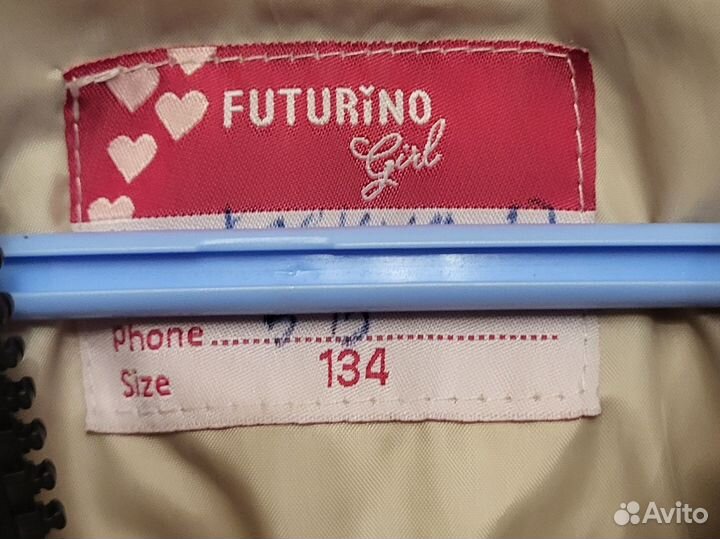 FUTURiNO
Girl
Phone
Size 134
Avito